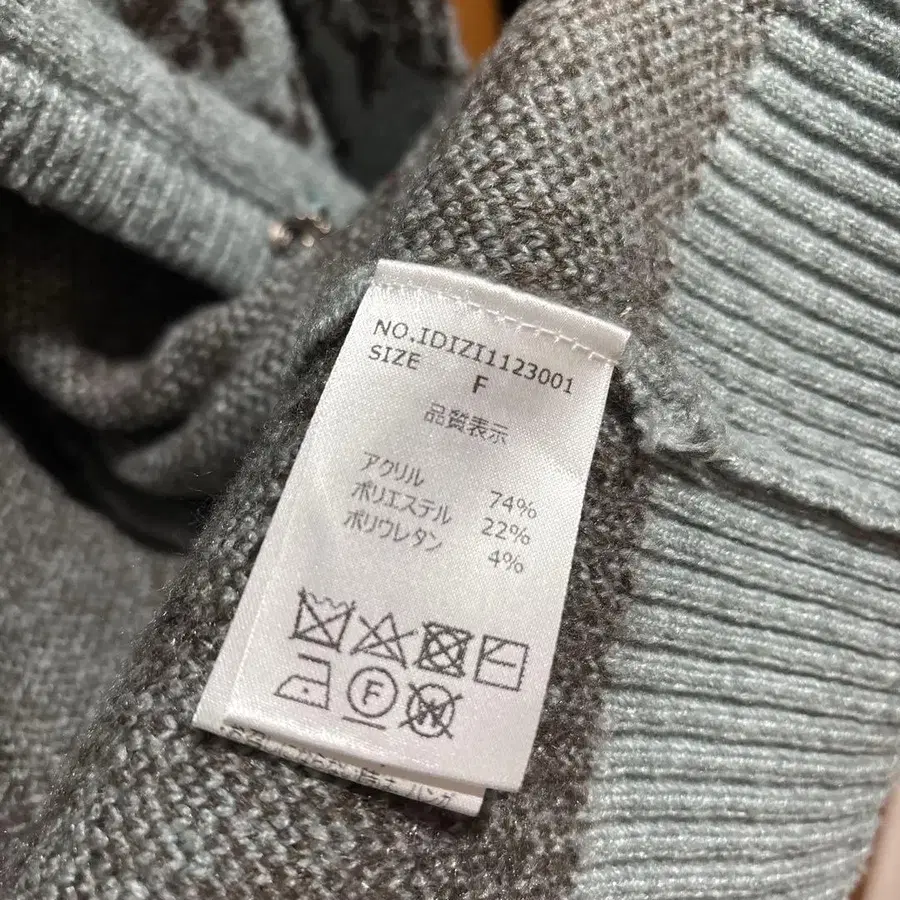 NO.IDIZI1123001
SIZE F
品質表示
アクリル 74%
ポリエステル 22%
ポリウレタン 4%
F
W